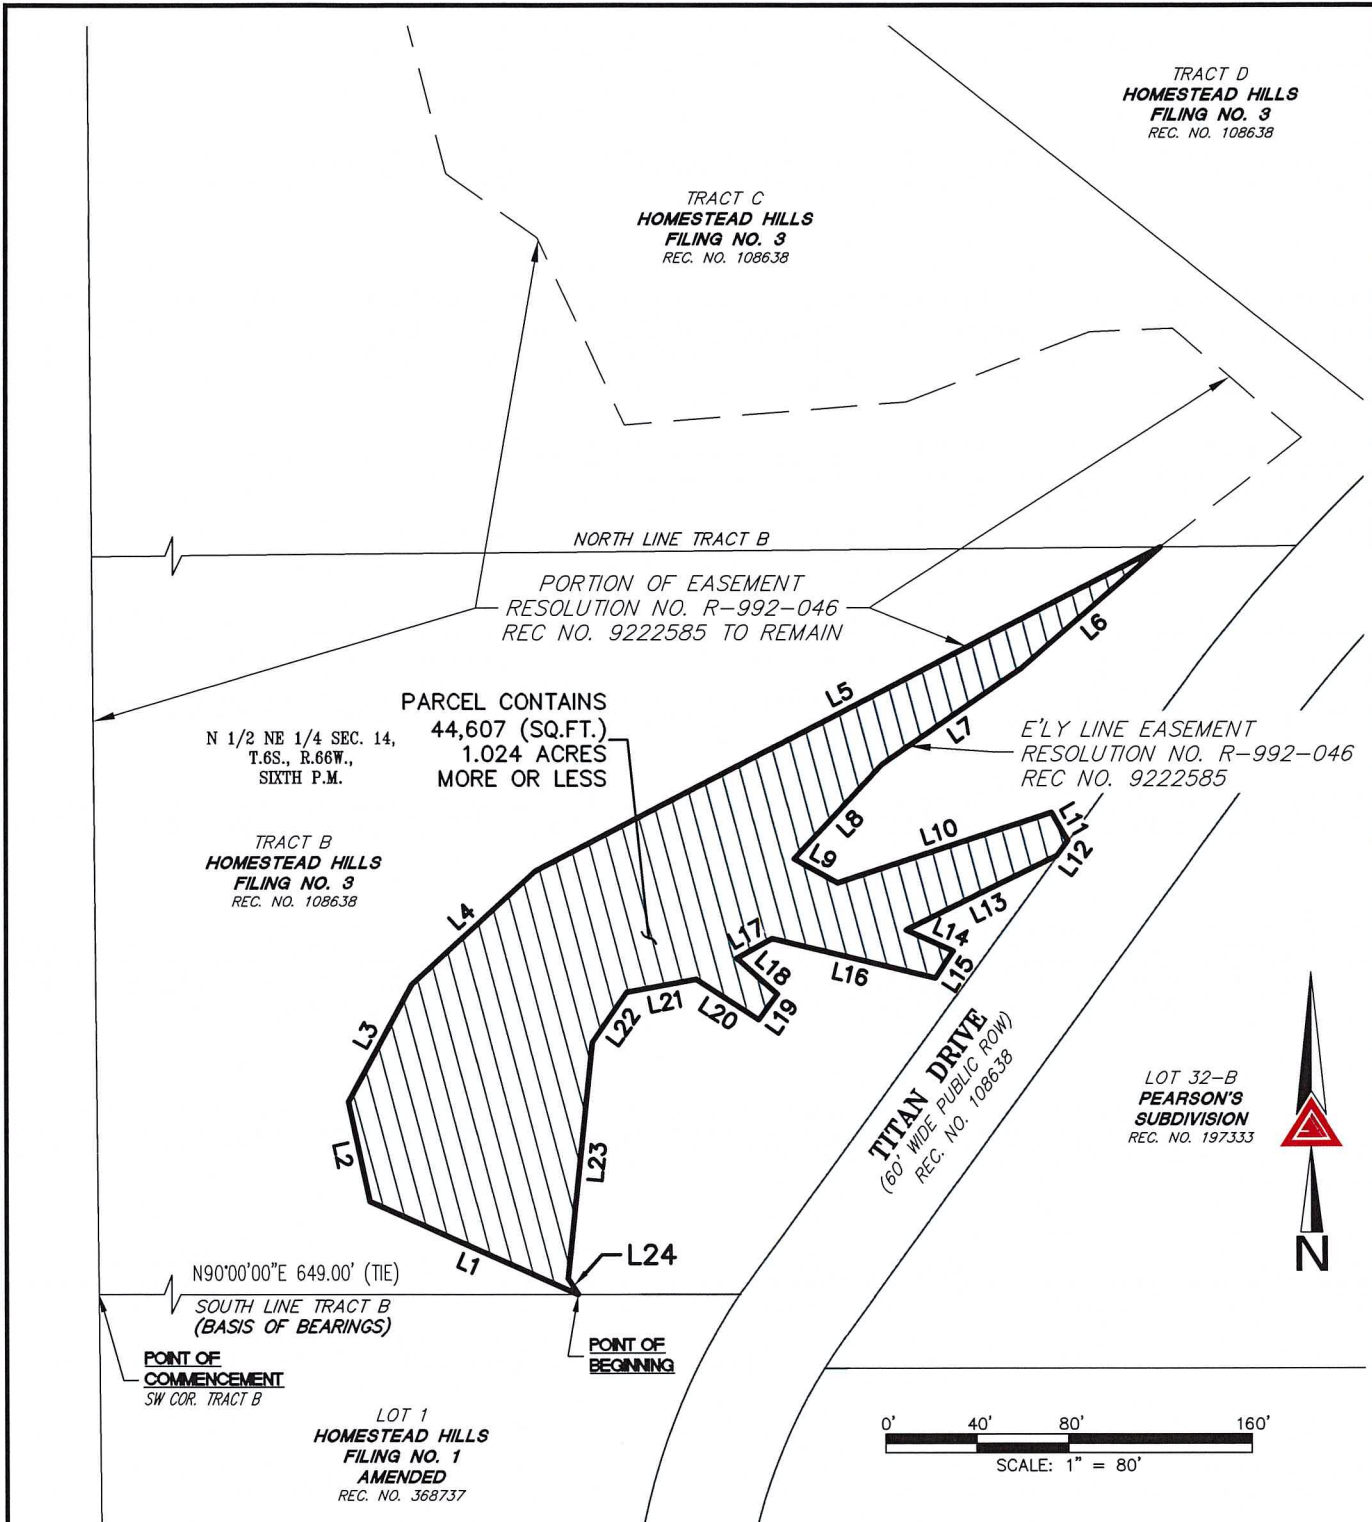 TRACT D
HOMESTEAD HILLS
FILING NO. 3
REC. NO. 108638
TRACT C
HOMESTEAD HILLS
FILING NO. 3
REC. NO. 108638
NORTH LINE TRACT B
PORTION OF EASEMENT
RESOLUTION NO. R-992-046
REC NO. 9222585 TO REMAIN
L6
L5
PARCEL CONTAINS
44,607 (SQ.FT.)
1.024 ACRES
MORE OR LESS
L7
E'LY LINE EASEMENT
RESOLUTION NO. R-992-046
REC NO. 9222585
N 1/2 NE 1/4 SEC. 14,
T.6S., R.66W.,
SIXTH P.M.
TRACT B
HOMESTEAD HILLS
FILING NO. 3
REC. NO. 108638
L8
L9
L10
L11
L12
L13
L14
L15
L16
L17
L18
L19
L20
L21
L22
L4
L3
L2
L23
L1
L24
TITAN DRIVE
(60' WIDE PUBLIC ROW)
REC. NO. 108638
LOT 32-B
PEARSON'S
SUBDIVISION
REC. NO. 197333
N
N90°00'00"E 649.00' (TIE)
SOUTH LINE TRACT B
(BASIS OF BEARINGS)
POINT OF
COMMENCEMENT
SW COR. TRACT B
POINT OF
BEGINNING
LOT 1
HOMESTEAD HILLS
FILING NO. 1
AMENDED
REC. NO. 368737
0' 40' 80' 160'
SCALE: 1" = 80'